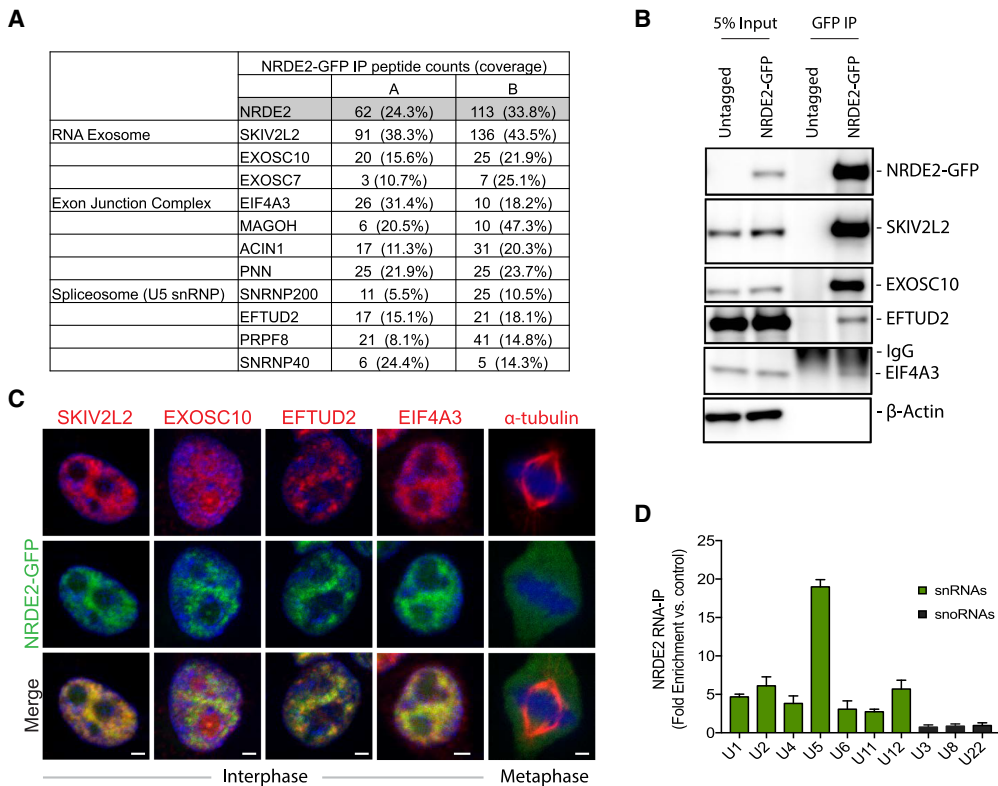 A
NRDE2-GFP IP peptide counts (coverage)
A B
NRDE2 62 (24.3%) 113 (33.8%)
RNA Exosome SKIV2L2 91 (38.3%) 136 (43.5%)
EXOSC10 20 (15.6%) 25 (21.9%)
EXOSC7 3 (10.7%) 7 (25.1%)
Exon Junction Complex EIF4A3 26 (31.4%) 10 (18.2%)
MAGOH 6 (20.5%) 10 (47.3%)
ACIN1 17 (11.3%) 31 (20.3%)
PNN 25 (21.9%) 25 (23.7%)
Spliceosome (U5 snRNP) SNRNP200 11 (5.5%) 25 (10.5%)
EFTUD2 17 (15.1%) 21 (18.1%)
PRPF8 21 (8.1%) 41 (14.8%)
SNRNP40 6 (24.4%) 5 (14.3%)
B
5% Input GFP IP
Untagged NRDE2-GFP Untagged NRDE2-GFP
- NRDE2-GFP
- SKIV2L2
- EXOSC10
- EFTUD2
- IgG
- EIF4A3
- β-Actin
C
SKIV2L2 EXOSC10 EFTUD2 EIF4A3 α-tubulin
NRDE2-GFP
Merge
Interphase Metaphase
D
NRDE2 RNA-IP
(Fold Enrichment vs. control)
25
20
15
10
5
0
snRNAs
snoRNAs
U1 U2 U4 U5 U6 U11 U12 U3 U8 U22